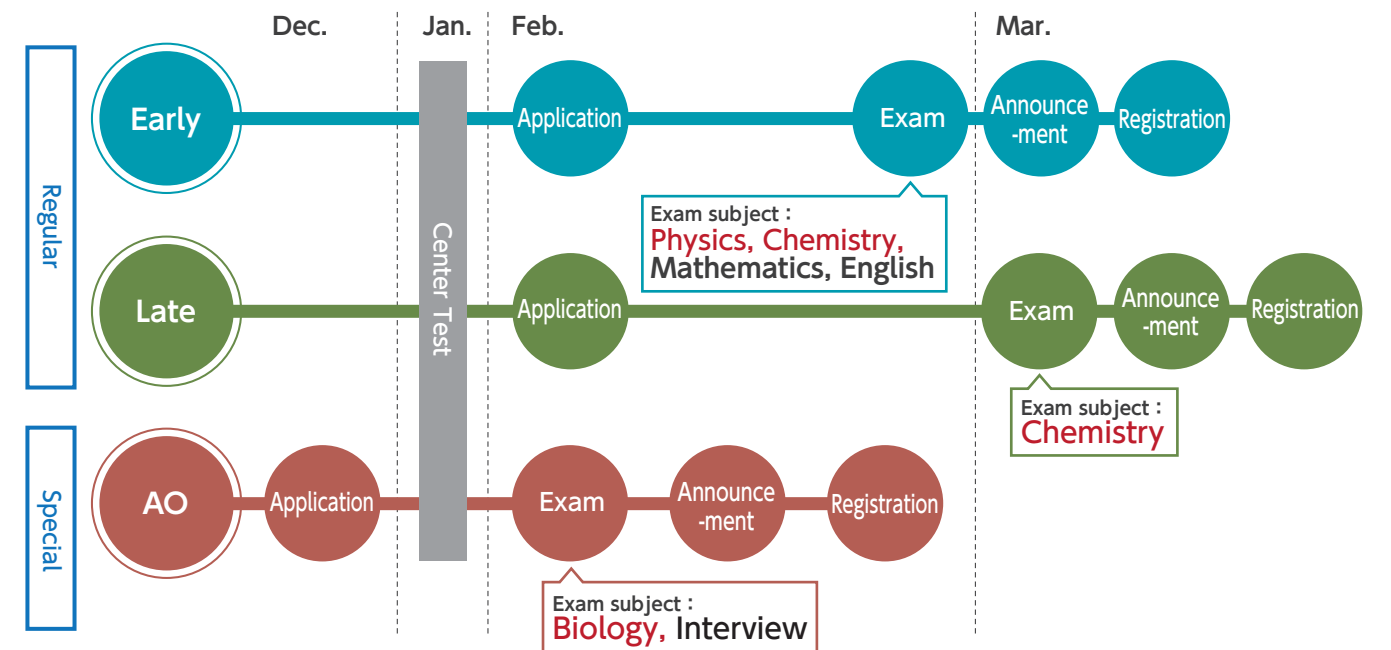 Dec.
Jan.
Feb.
Mar.
Regular
Early
Application
Exam
Announce
-ment
Registration
Exam subject :
Physics, Chemistry,
Mathematics, English
Center Test
Late
Application
Exam
Announce
-ment
Registration
Exam subject :
Chemistry
Special
AO
Application
Exam
Announce
-ment
Registration
Exam subject :
Biology, Interview